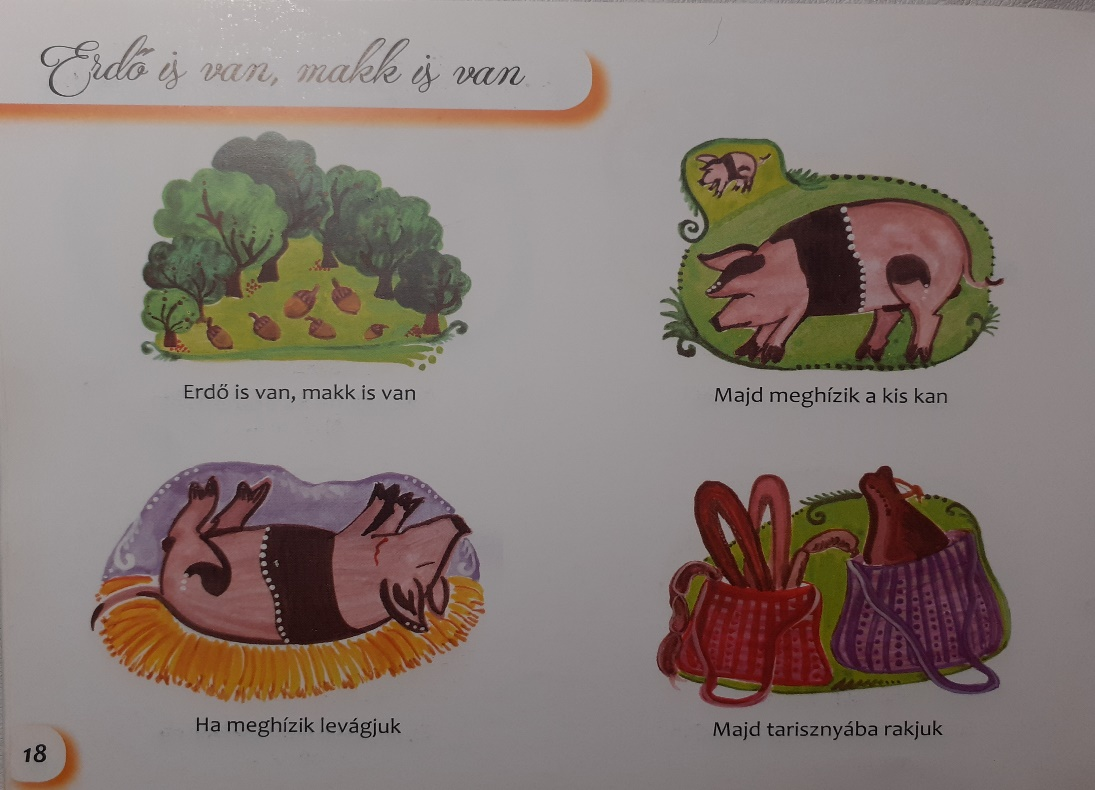 Erdő is van, makk is van
Erdő is van, makk is van
Majd meghízik a kis kan
Ha meghízik levágjuk
Majd tarisznyába rakjuk
18